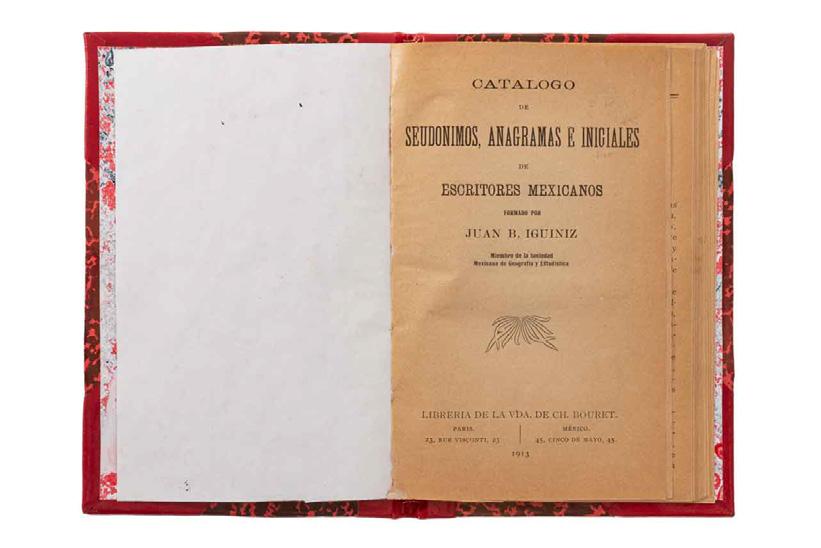 CATALOGO
DE
SEUDONIMOS, ANAGRAMAS E INICIALES
DE
ESCRITORES MEXICANOS
FORMADO POR
JUAN B. IGUINIZ
Miembro de la Sociedad
Mexicana de Geografía y Estadística
LIBRERIA DE LA VDA. DE CH. BOURET.
PARIS.
23, RUE VISCONTI, 23
MÉXICO.
45, CINCO DE MAYO, 45.
1913